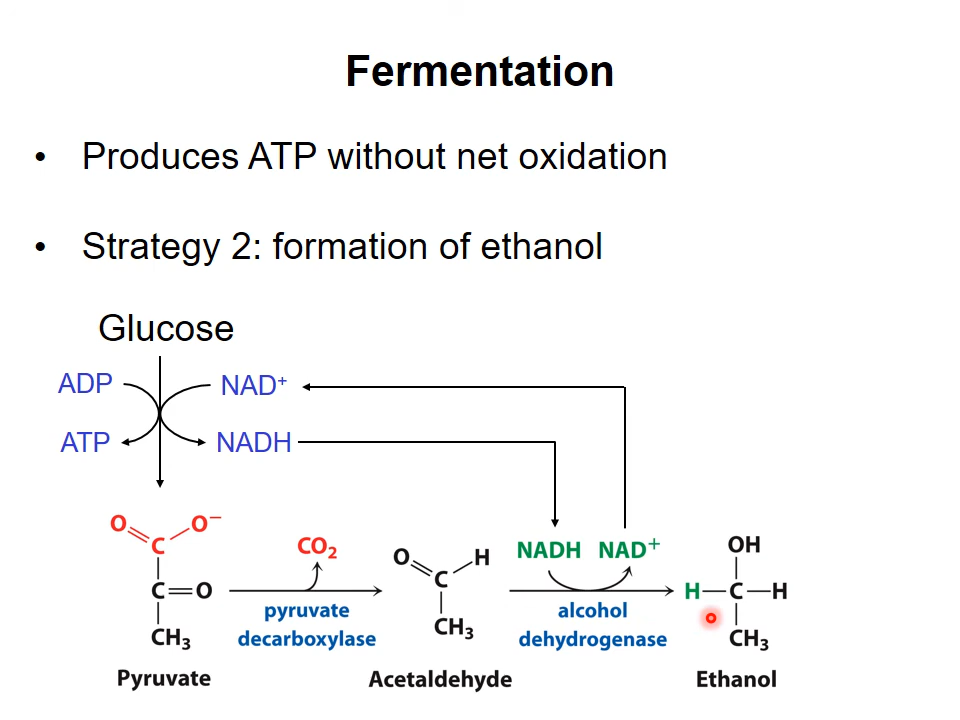 Fermentation
• Produces ATP without net oxidation
• Strategy 2: formation of ethanol
Glucose
ADP NAD⁺
ATP NADH
O O⁻
C
C=O
CH₃
Pyruvate
CO₂
pyruvate
decarboxylase
O H
C
CH₃
Acetaldehyde
NADH NAD⁺
alcohol
dehydrogenase
OH
H—C—H
CH₃
Ethanol